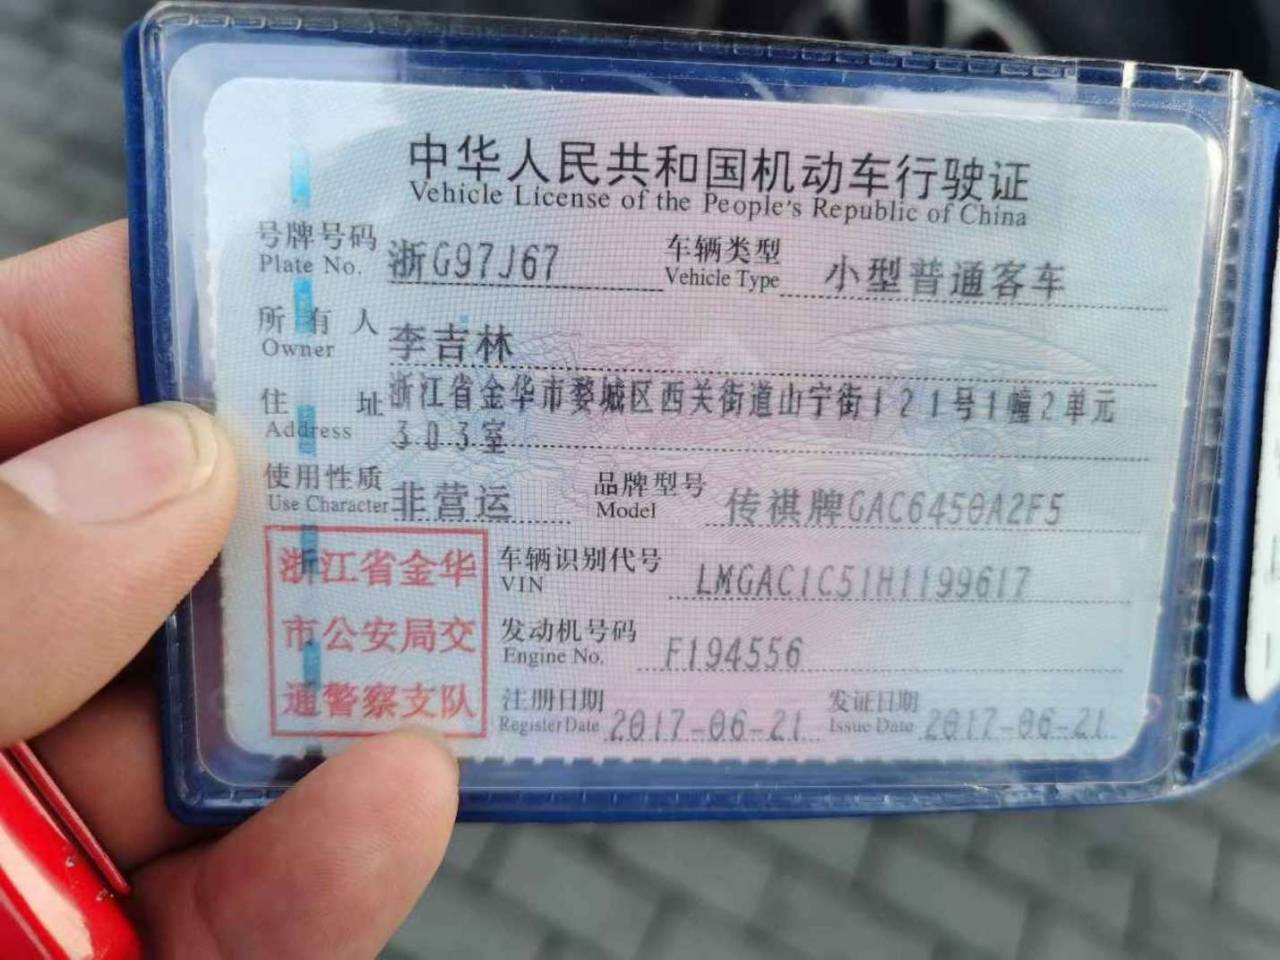 中华人民共和国机动车行驶证
Vehicle License of the People's Republic of China
号牌号码 浙G97J67 车辆类型 小型普通客车
Plate No. Vehicle Type
所有人 李吉林
Owner
住址 浙江省金华市婺城区西关街道山宁街121号1幢2单元
Address 303室
使用性质 非营运 品牌型号 传祺牌GAC6450A2F5
Use Character Model
浙江省金华
市公安局交
通警察支队
车辆识别代号 LMGAC1C51H1199617
VIN
发动机号码 F194556
Engine No.
注册日期 2017-06-21 发证日期 2017-06-21
Register Date Issue Date